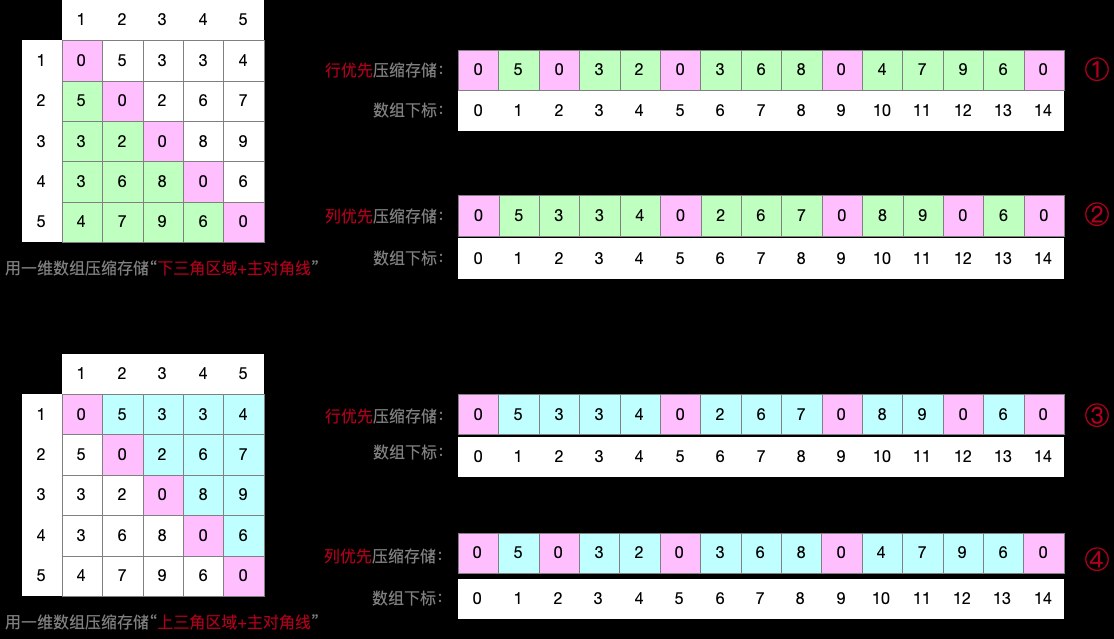 1 2 3 4 5
1 0 5 3 3 4
2 5 0 2 6 7
3 3 2 0 8 9
4 3 6 8 0 6
5 4 7 9 6 0
用一维数组压缩存储“下三角区域+主对角线”
行优先压缩存储: 0 5 0 3 2 0 3 6 8 0 4 7 9 6 0 ①
数组下标: 0 1 2 3 4 5 6 7 8 9 10 11 12 13 14
列优先压缩存储: 0 5 3 3 4 0 2 6 7 0 8 9 0 6 0 ②
数组下标: 0 1 2 3 4 5 6 7 8 9 10 11 12 13 14
1 2 3 4 5
1 0 5 3 3 4
2 5 0 2 6 7
3 3 2 0 8 9
4 3 6 8 0 6
5 4 7 9 6 0
用一维数组压缩存储“上三角区域+主对角线”
行优先压缩存储: 0 5 3 3 4 0 2 6 7 0 8 9 0 6 0 ③
数组下标: 0 1 2 3 4 5 6 7 8 9 10 11 12 13 14
列优先压缩存储: 0 5 0 3 2 0 3 6 8 0 4 7 9 6 0 ④
数组下标: 0 1 2 3 4 5 6 7 8 9 10 11 12 13 14